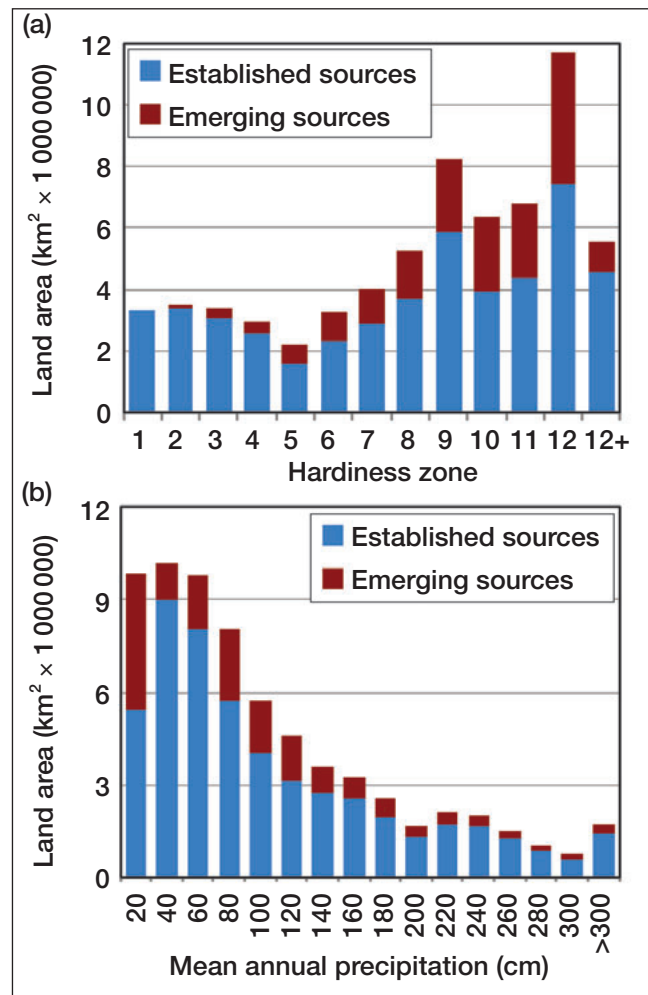 (a)
12
10
8
6
4
2
0
Land area (km² × 1 000 000)
Established sources
Emerging sources
1 2 3 4 5 6 7 8 9 10 11 12 12+
Hardiness zone
(b)
12
9
6
3
0
Land area (km² × 1 000 000)
Established sources
Emerging sources
20 40 60 80 100 120 140 160 180 200 220 240 260 280 300 >300
Mean annual precipitation (cm)